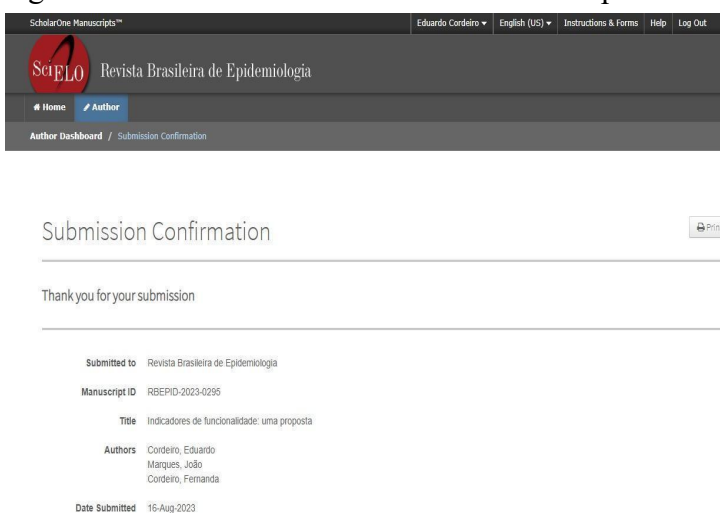 ScholarOne Manuscripts™ Eduardo Cordeiro English (US) Instructions & Forms Help Log Out
SciELO Revista Brasileira de Epidemiologia
Home Author
Author Dashboard / Submission Confirmation
Submission Confirmation
Thank you for your submission
Submitted to Revista Brasileira de Epidemiologia
Manuscript ID RBEPID-2023-0295
Title Indicadores de funcionalidade: uma proposta
Authors Cordeiro, Eduardo
Marques, João
Cordeiro, Fernanda
Date Submitted 16-Aug-2023